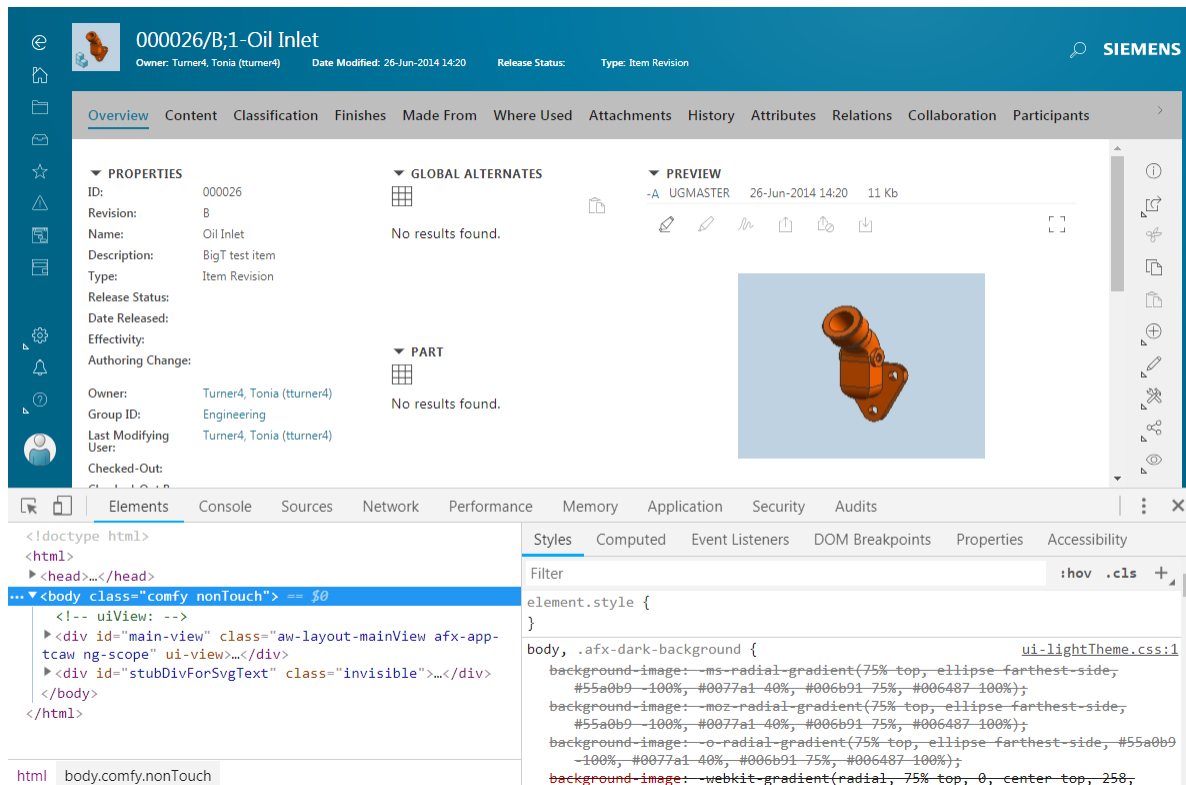 000026/B;1-Oil Inlet
Owner: Turner4, Tonia (tturner4) Date Modified: 26-Jun-2014 14:20 Release Status: Type: Item Revision
SIEMENS
Overview Content Classification Finishes Made From Where Used Attachments History Attributes Relations Collaboration Participants
PROPERTIES
ID: 000026
Revision: B
Name: Oil Inlet
Description: BigT test item
Type: Item Revision
Release Status:
Date Released:
Effectivity:
Authoring Change:
Owner: Turner4, Tonia (tturner4)
Group ID: Engineering
Last Modifying Turner4, Tonia (tturner4)
User:
Checked-Out:
GLOBAL ALTERNATES
No results found.
PART
No results found.
PREVIEW
-A UGMASTER 26-Jun-2014 14:20 11 Kb
Elements Console Sources Network Performance Memory Application Security Audits
<!doctype html>
<html>
<head>…</head>
<body class="comfy nonTouch"> == $0
<!-- uiView: -->
<div id="main-view" class="aw-layout-mainView afx-app-
tcaw ng-scope" ui-view>…</div>
<div id="stubDivForSvgText" class="invisible">…</div>
</body>
</html>
html body.comfy.nonTouch
Styles Computed Event Listeners DOM Breakpoints Properties Accessibility
Filter :hov .cls +
element.style {
}
body, .afx-dark-background { ui-lightTheme.css:1
background-image: -ms-radial-gradient(75% top, ellipse farthest-side,
#55a0b9 -100%, #0077a1 40%, #006b91 75%, #006487 100%);
background-image: -moz-radial-gradient(75% top, ellipse farthest-side,
#55a0b9 -100%, #0077a1 40%, #006b91 75%, #006487 100%);
background-image: -o-radial-gradient(75% top, ellipse farthest-side, #55a0b9
-100%, #0077a1 40%, #006b91 75%, #006487 100%);
background-image: -webkit-gradient(radial, 75% top, 0, center top, 258,